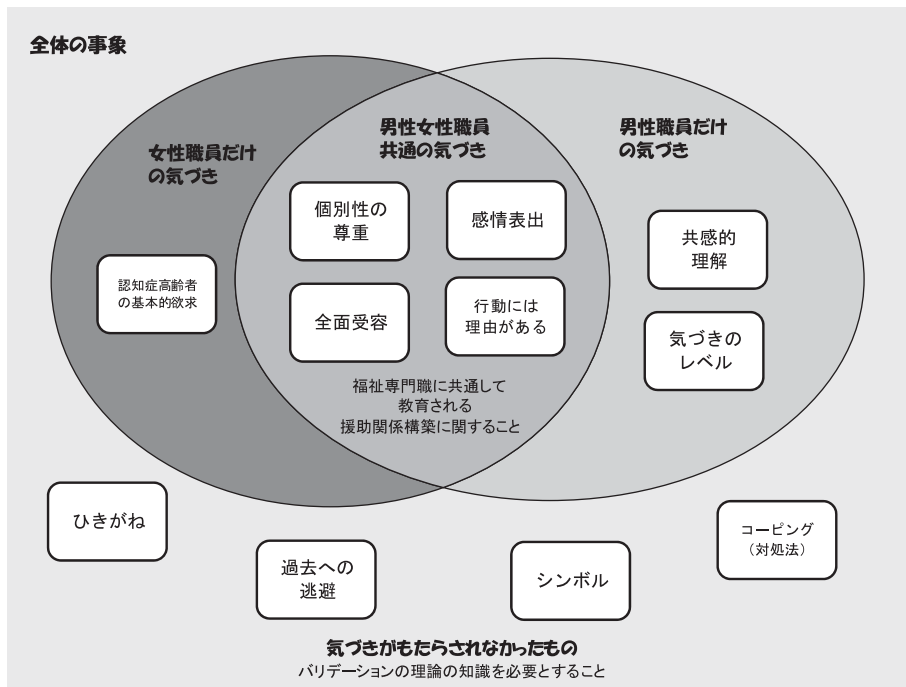 全体の事象
女性職員だけ
の気づき
認知症高齢者
の基本的欲求
男性女性職員
共通の気づき
個別性の
尊重
感情表出
全面受容
行動には
理由がある
福祉専門職に共通して
教育される
援助関係構築に関すること
男性職員だけ
の気づき
共感的
理解
気づきの
レベル
ひきがね
過去への
逃避
シンボル
コーピング
（対処法）
気づきがもたらされなかったもの
バリデーションの理論の知識を必要とすること